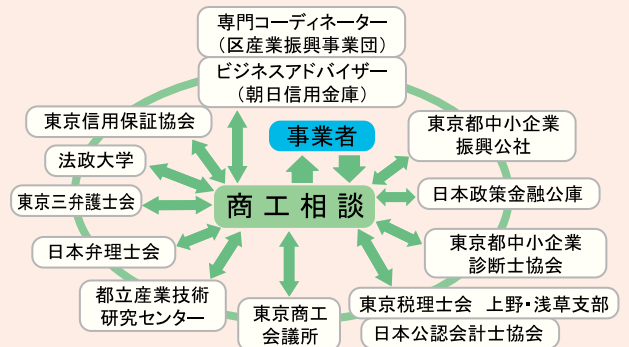 専門コーディネーター
（区産業振興事業団）
ビジネスアドバイザー
（朝日信用金庫）
東京信用保証協会
事業者
東京都中小企業
振興公社
法政大学
東京三弁護士会
商工相談
日本政策金融公庫
日本弁理士会
東京都中小企業
診断士協会
都立産業技術
研究センター
東京商工
会議所
東京税理士会 上野・浅草支部
日本公認会計士協会